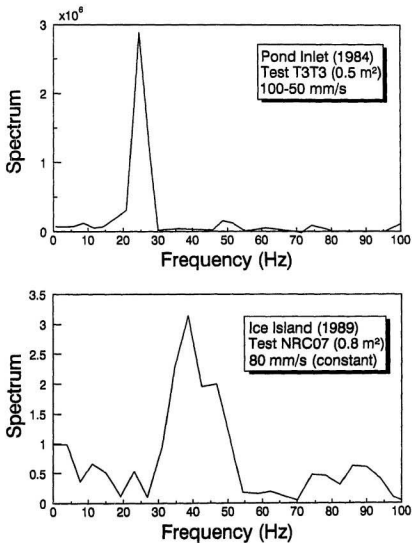 x10⁶
3
2
1
0
Spectrum
Pond Inlet (1984)
Test T3T3 (0.5 m²)
100-50 mm/s
0 10 20 30 40 50 60 70 80 90 100
Frequency (Hz)
3.5
3
2.5
2
1.5
1
0.5
0
Spectrum
Ice Island (1989)
Test NRC07 (0.8 m²)
80 mm/s (constant)
0 10 20 30 40 50 60 70 80 90 100
Frequency (Hz)